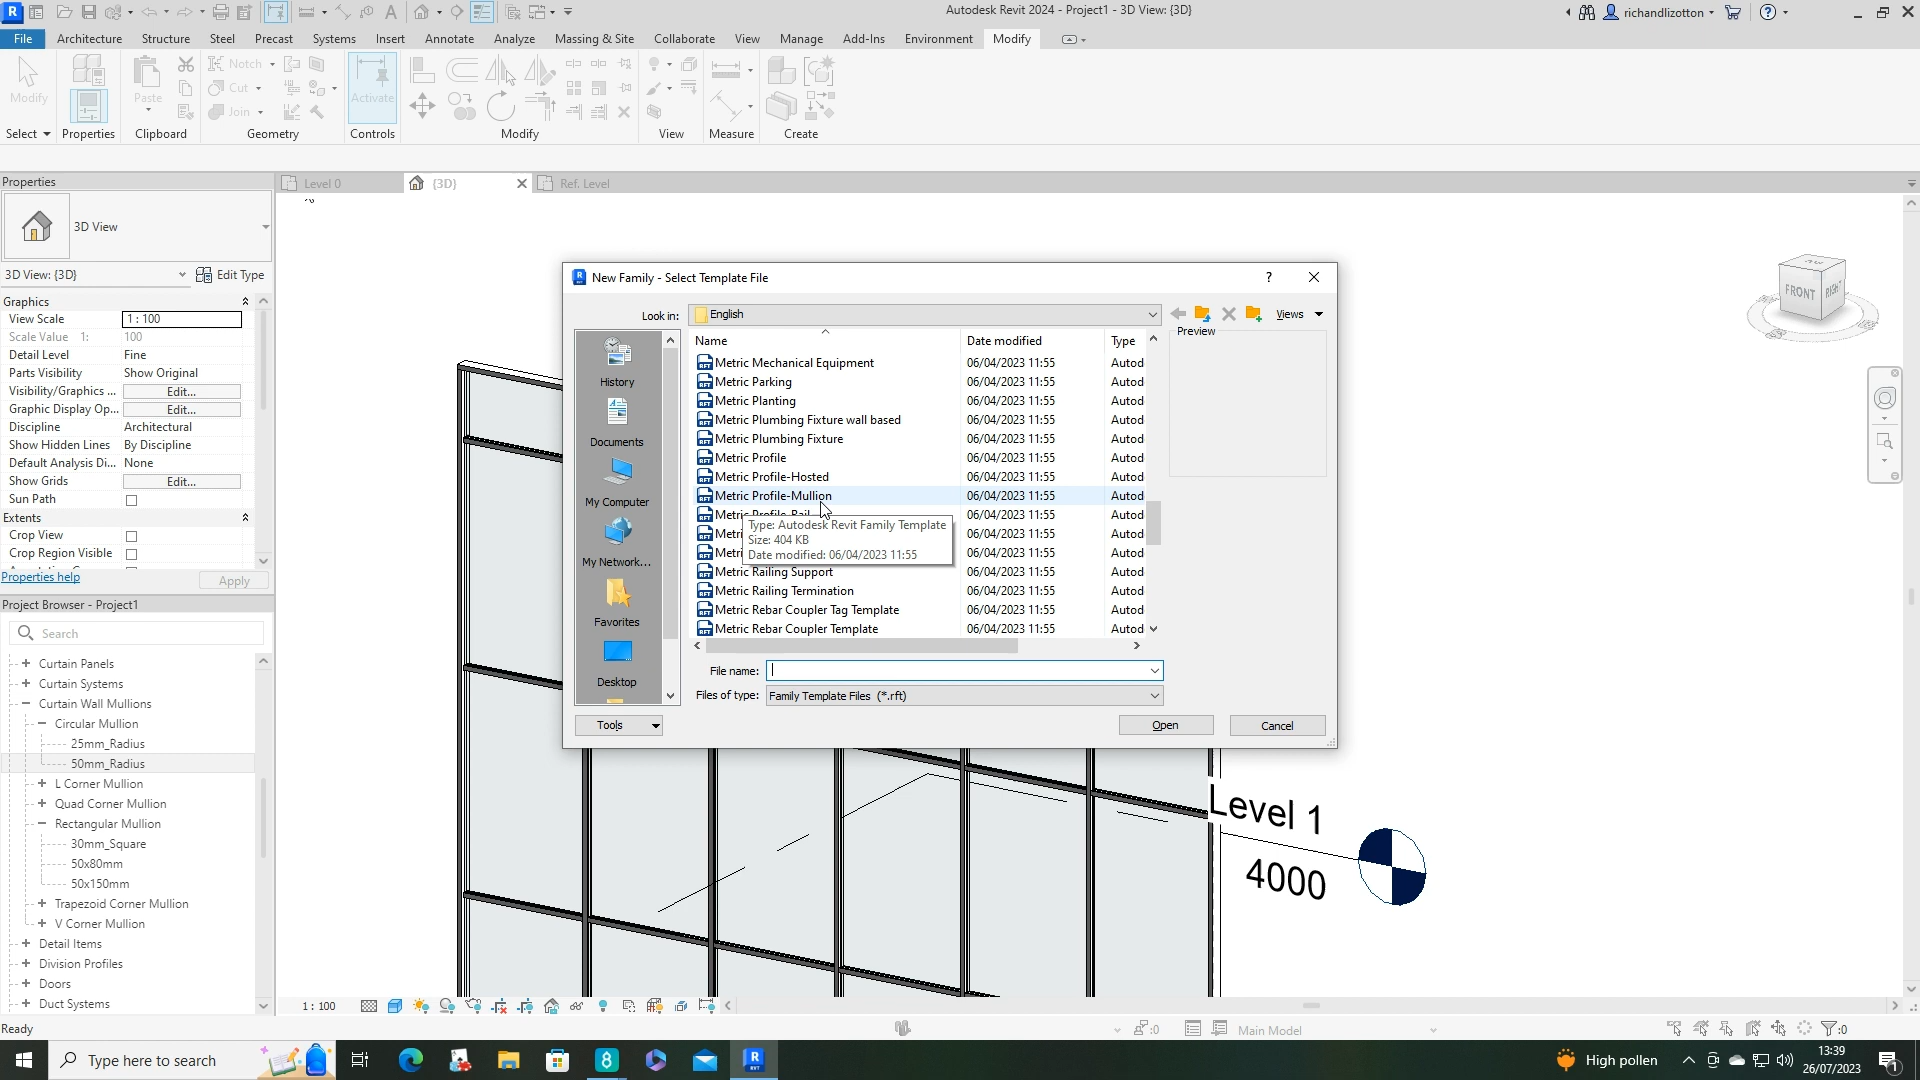 Autodesk Revit 2024 - Project1 - 3D View: {3D}
richandlizotton
File Architecture Structure Steel Precast Systems Insert Annotate Analyze Massing & Site Collaborate View Manage Add-Ins Environment Modify
Modify
Paste
Notch
Cut
Join
Activate
Select Properties Clipboard Geometry Controls Modify View Measure Create
Properties
Level 0
{3D}
Ref. Level
3D View
3D View: {3D}
Edit Type
Graphics
View Scale 1 : 100
Scale Value 1: 100
Detail Level Fine
Parts Visibility Show Original
Visibility/Graphics ... Edit...
Graphic Display Op... Edit...
Discipline Architectural
Show Hidden Lines By Discipline
Default Analysis Di... None
Show Grids Edit...
Sun Path
Extents
Crop View
Crop Region Visible
Properties help
Apply
Project Browser - Project1
Search
Curtain Panels
Curtain Systems
Curtain Wall Mullions
Circular Mullion
25mm_Radius
50mm_Radius
L Corner Mullion
Quad Corner Mullion
Rectangular Mullion
30mm_Square
50x80mm
50x150mm
Trapezoid Corner Mullion
V Corner Mullion
Detail Items
Division Profiles
Doors
Duct Systems
New Family - Select Template File
Look in: English
Views
Preview
History
Documents
My Computer
My Network...
Favorites
Desktop
Name Date modified Type
Metric Mechanical Equipment 06/04/2023 11:55 Autod
Metric Parking 06/04/2023 11:55 Autod
Metric Planting 06/04/2023 11:55 Autod
Metric Plumbing Fixture wall based 06/04/2023 11:55 Autod
Metric Plumbing Fixture 06/04/2023 11:55 Autod
Metric Profile 06/04/2023 11:55 Autod
Metric Profile-Hosted 06/04/2023 11:55 Autod
Metric Profile-Mullion 06/04/2023 11:55 Autod
Metric Profile-Rail 06/04/2023 11:55 Autod
Metri 06/04/2023 11:55 Autod
Metri 06/04/2023 11:55 Autod
Metric Railing Support 06/04/2023 11:55 Autod
Metric Railing Termination 06/04/2023 11:55 Autod
Metric Rebar Coupler Tag Template 06/04/2023 11:55 Autod
Metric Rebar Coupler Template 06/04/2023 11:55 Autod
Type: Autodesk Revit Family Template
Size: 404 KB
Date modified: 06/04/2023 11:55
File name:
Files of type: Family Template Files (*.rft)
Tools
Open
Cancel
FRONT
RIGHT
Level 1
4000
1 : 100
Ready
:0
Main Model
:0
Type here to search
High pollen
13:39
26/07/2023
1